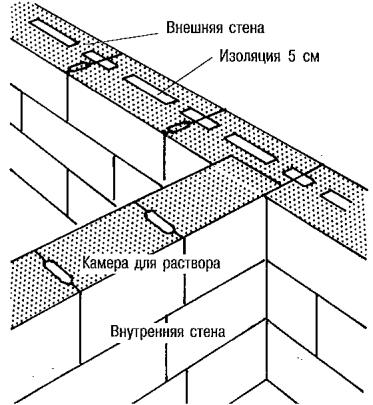 Внешняя стена
Изоляция 5 см
Камера для раствора
Внутренняя стена